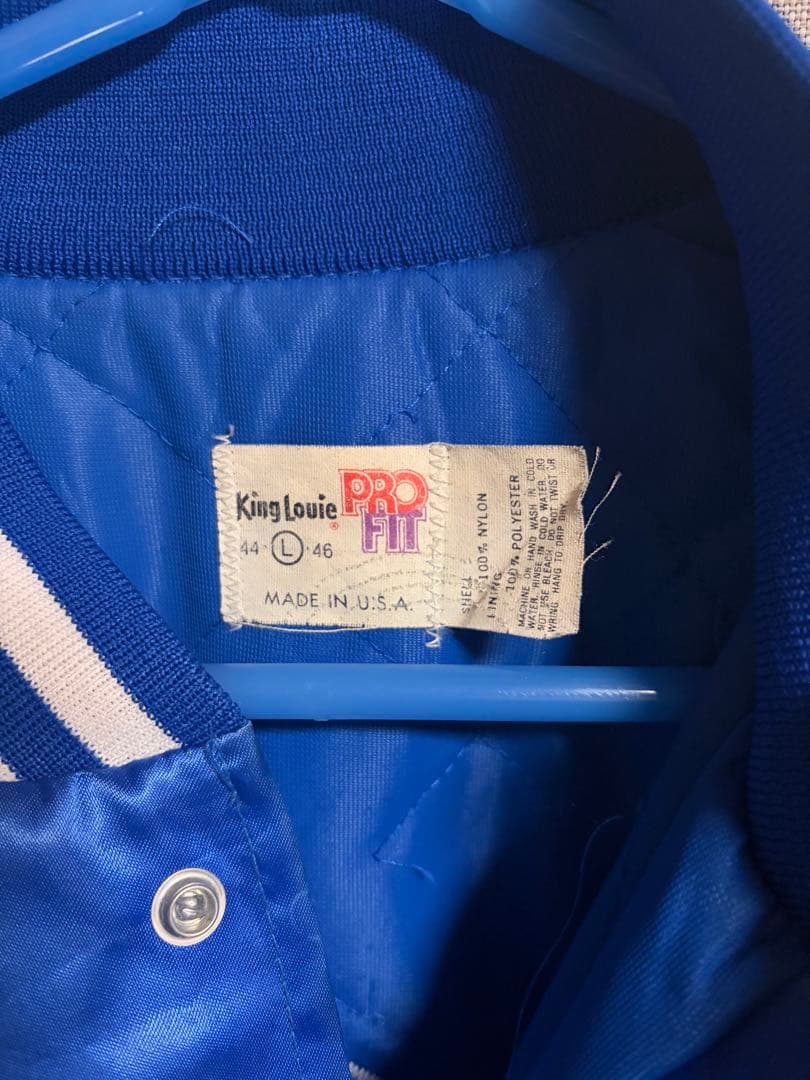 King Louie ®
PRO
FIT
44 · L · 46
MADE IN U.S.A.
SHELL:
100% NYLON
LINING
100% POLYESTER
MACHINE OR HAND WASH IN COLD
WATER. RINSE IN COLD WATER. DO
NOT USE BLEACH. DO NOT TWIST OR
WRING. HANG TO DRIP DRY.